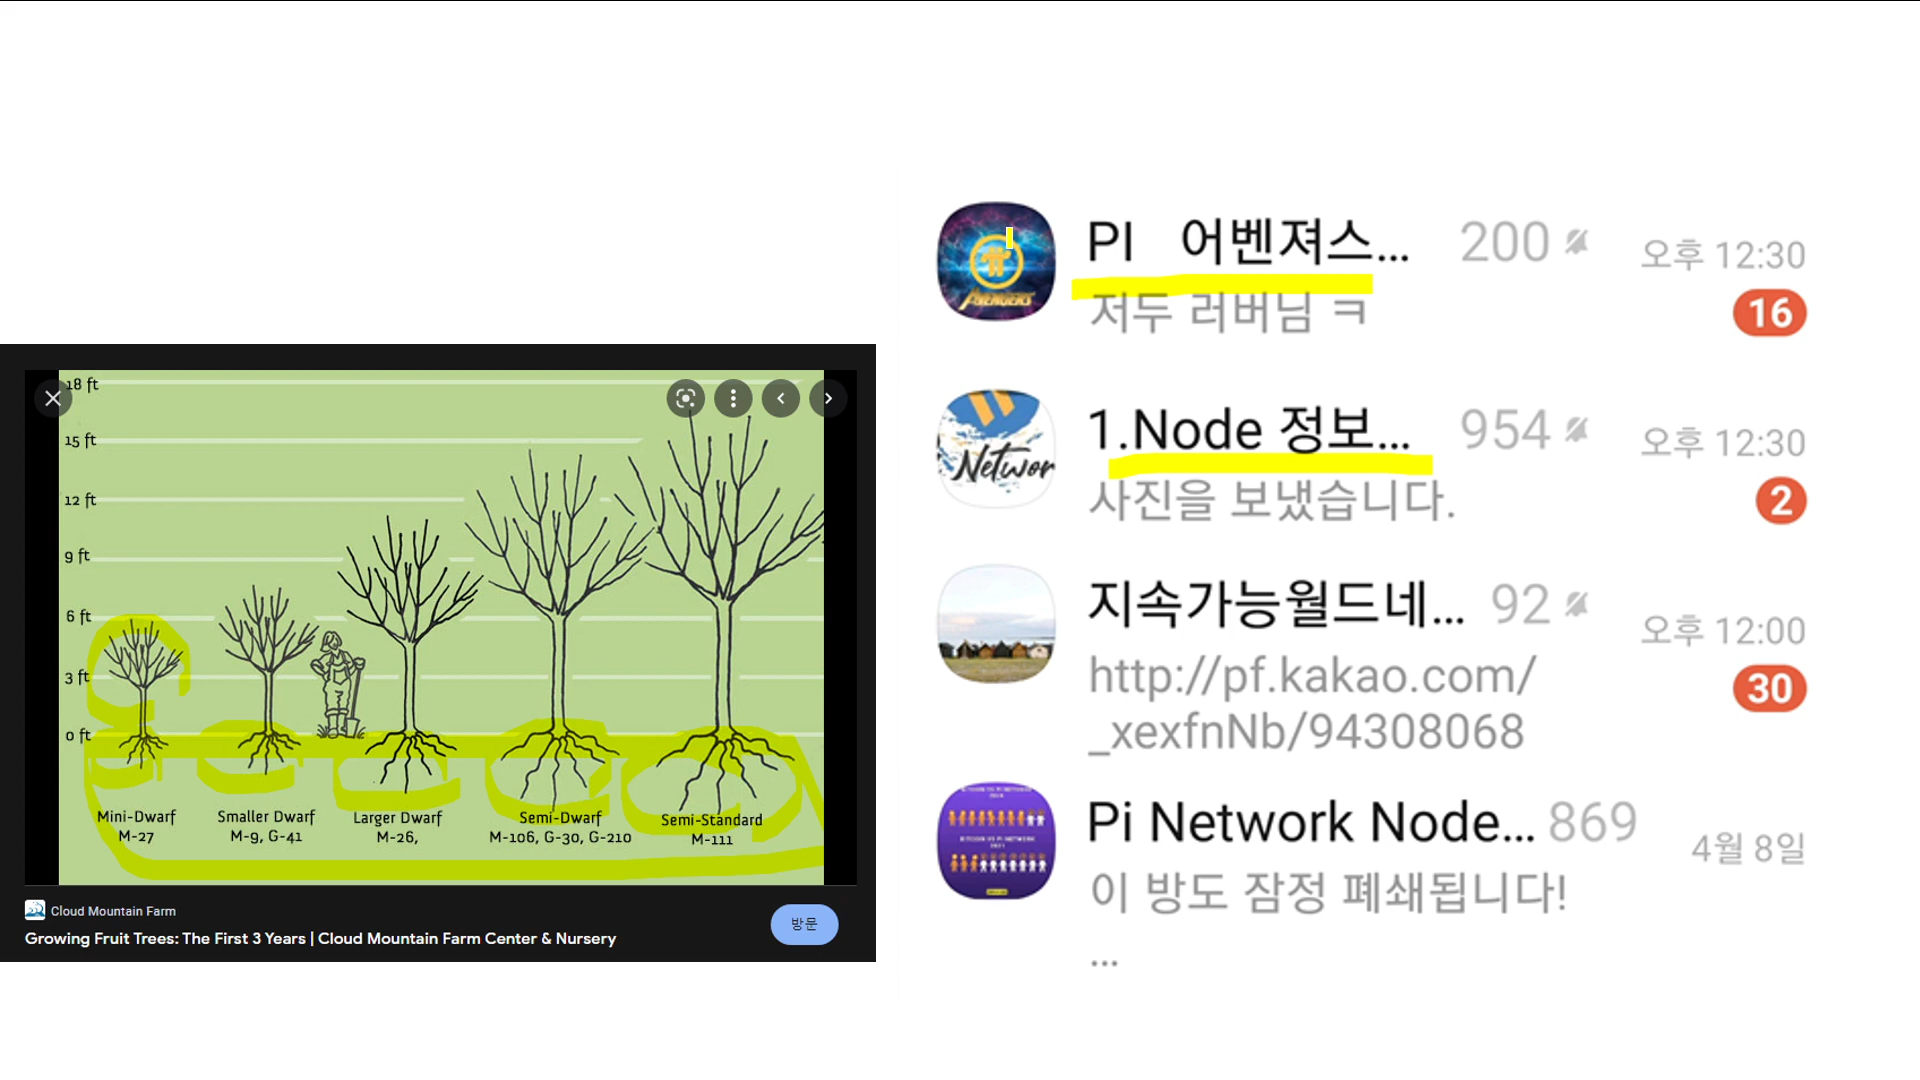 18 ft
15 ft
12 ft
9 ft
6 ft
3 ft
0 ft
Mini-Dwarf
M-27
Smaller Dwarf
M-9, G-41
Larger Dwarf
M-26,
Semi-Dwarf
M-106, G-30, G-210
Semi-Standard
M-111
Cloud Mountain Farm
Growing Fruit Trees: The First 3 Years | Cloud Mountain Farm Center & Nursery
방문
AVENGERS
PI 어벤져스... 200 오후 12:30
저두 러버님 ㅋ 16
Networ
1.Node 정보... 954 오후 12:30
사진을 보냈습니다. 2
지속가능월드네... 92 오후 12:00
http://pf.kakao.com/ 30
_xexfnNb/94308068
Pi Network Node... 869 4월 8일
이 방도 잠정 폐쇄됩니다!
...